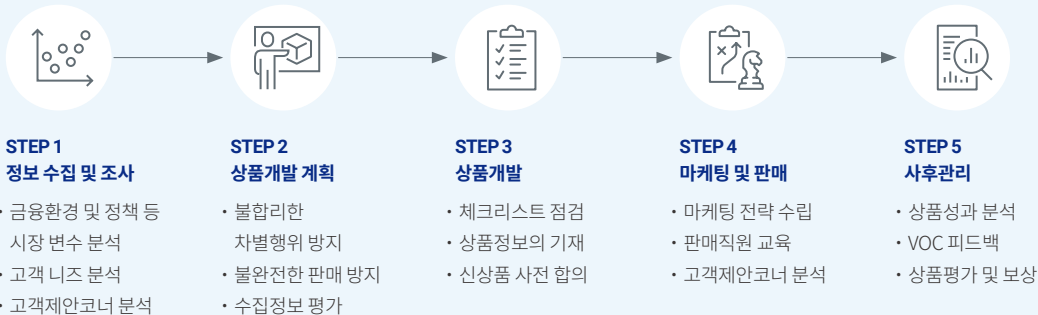 STEP 1
정보 수집 및 조사
· 금융환경 및 정책 등
시장 변수 분석
· 고객 니즈 분석
· 고객제안코너 분석
STEP 2
상품개발 계획
· 불합리한
차별행위 방지
· 불완전한 판매 방지
· 수집정보 평가
STEP 3
상품개발
· 체크리스트 점검
· 상품정보의 기재
· 신상품 사전 합의
STEP 4
마케팅 및 판매
· 마케팅 전략 수립
· 판매직원 교육
· 고객제안코너 분석
STEP 5
사후관리
· 상품성과 분석
· VOC 피드백
· 상품평가 및 보상